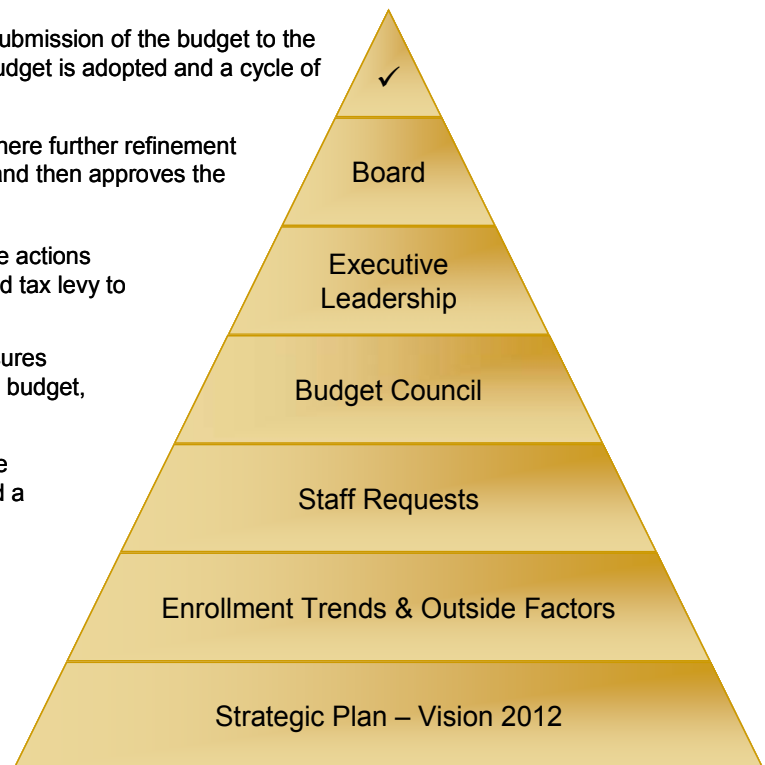 ubmission of the budget to the
udget is adopted and a cycle of
✓
here further refinement
and then approves the
Board
e actions
d tax levy to
Executive
Leadership
sures
budget,
Budget Council
e
d a
Staff Requests
Enrollment Trends & Outside Factors
Strategic Plan – Vision 2012